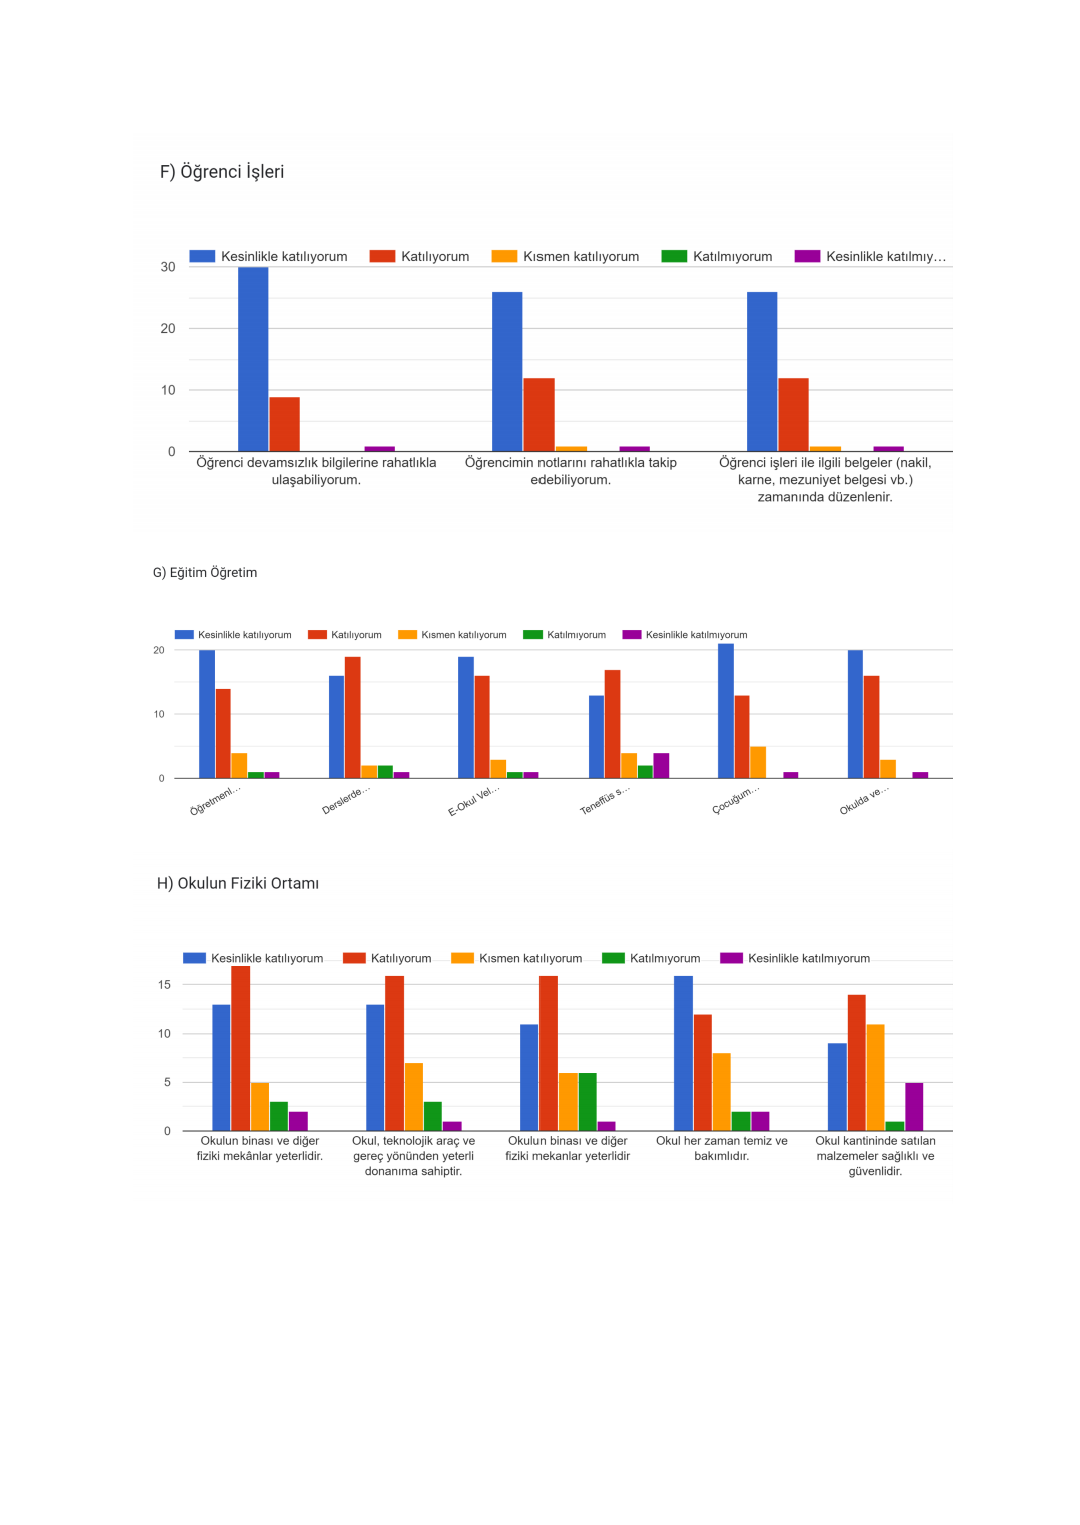 F) Öğrenci İşleri
Kesinlikle katılıyorum Katılıyorum Kısmen katılıyorum Katılmıyorum Kesinlikle katılmıy…
30
20
10
0
Öğrenci devamsızlık bilgilerine rahatlıkla
ulaşabiliyorum.
Öğrencimin notlarını rahatlıkla takip
edebiliyorum.
Öğrenci işleri ile ilgili belgeler (nakil,
karne, mezuniyet belgesi vb.)
zamanında düzenlenir.
G) Eğitim Öğretim
Kesinlikle katılıyorum Katılıyorum Kısmen katılıyorum Katılmıyorum Kesinlikle katılmıyorum
20
10
0
Öğretmenl…
Derslerde…
E-Okul Vel…
Teneffüs s…
Çocuğum…
Okulda ve…
H) Okulun Fiziki Ortamı
Kesinlikle katılıyorum Katılıyorum Kısmen katılıyorum Katılmıyorum Kesinlikle katılmıyorum
15
10
5
0
Okulun binası ve diğer
fiziki mekânlar yeterlidir.
Okul, teknolojik araç ve
gereç yönünden yeterli
donanıma sahiptir.
Okulun binası ve diğer
fiziki mekanlar yeterlidir
Okul her zaman temiz ve
bakımlıdır.
Okul kantininde satılan
malzemeler sağlıklı ve
güvenlidir.